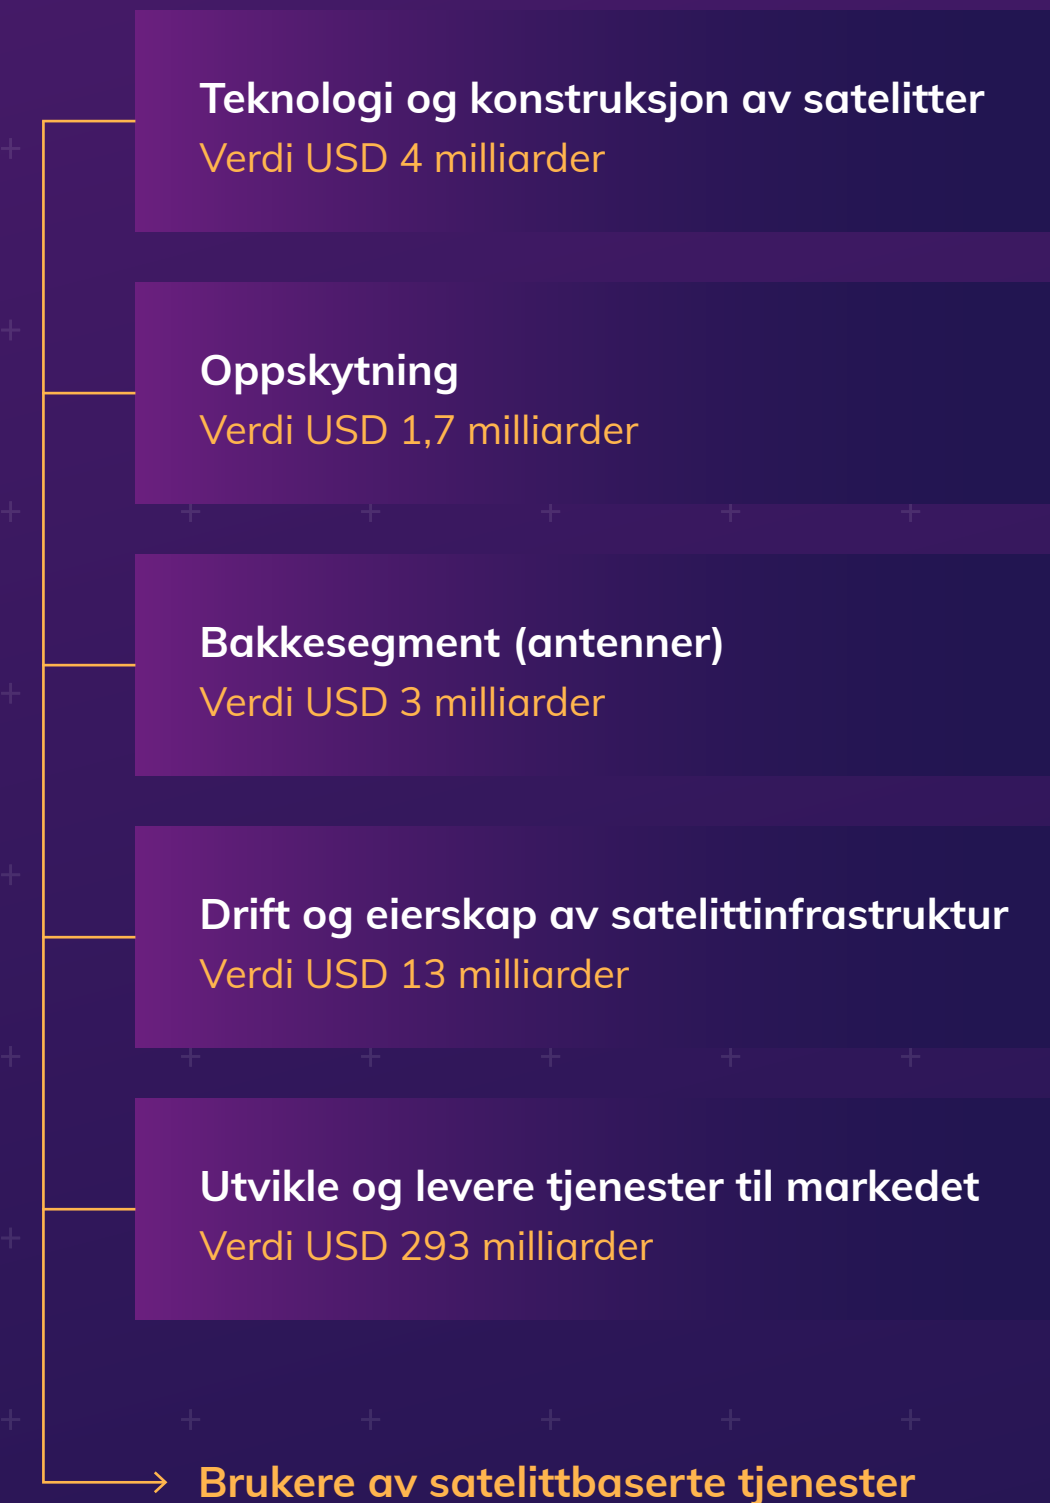 Teknologi og konstruksjon av satelitter
Verdi USD 4 milliarder
Oppskytning
Verdi USD 1,7 milliarder
Bakkesegment (antenner)
Verdi USD 3 milliarder
Drift og eierskap av satelittinfrastruktur
Verdi USD 13 milliarder
Utvikle og levere tjenester til markedet
Verdi USD 293 milliarder
Brukere av satelittbaserte tjenester